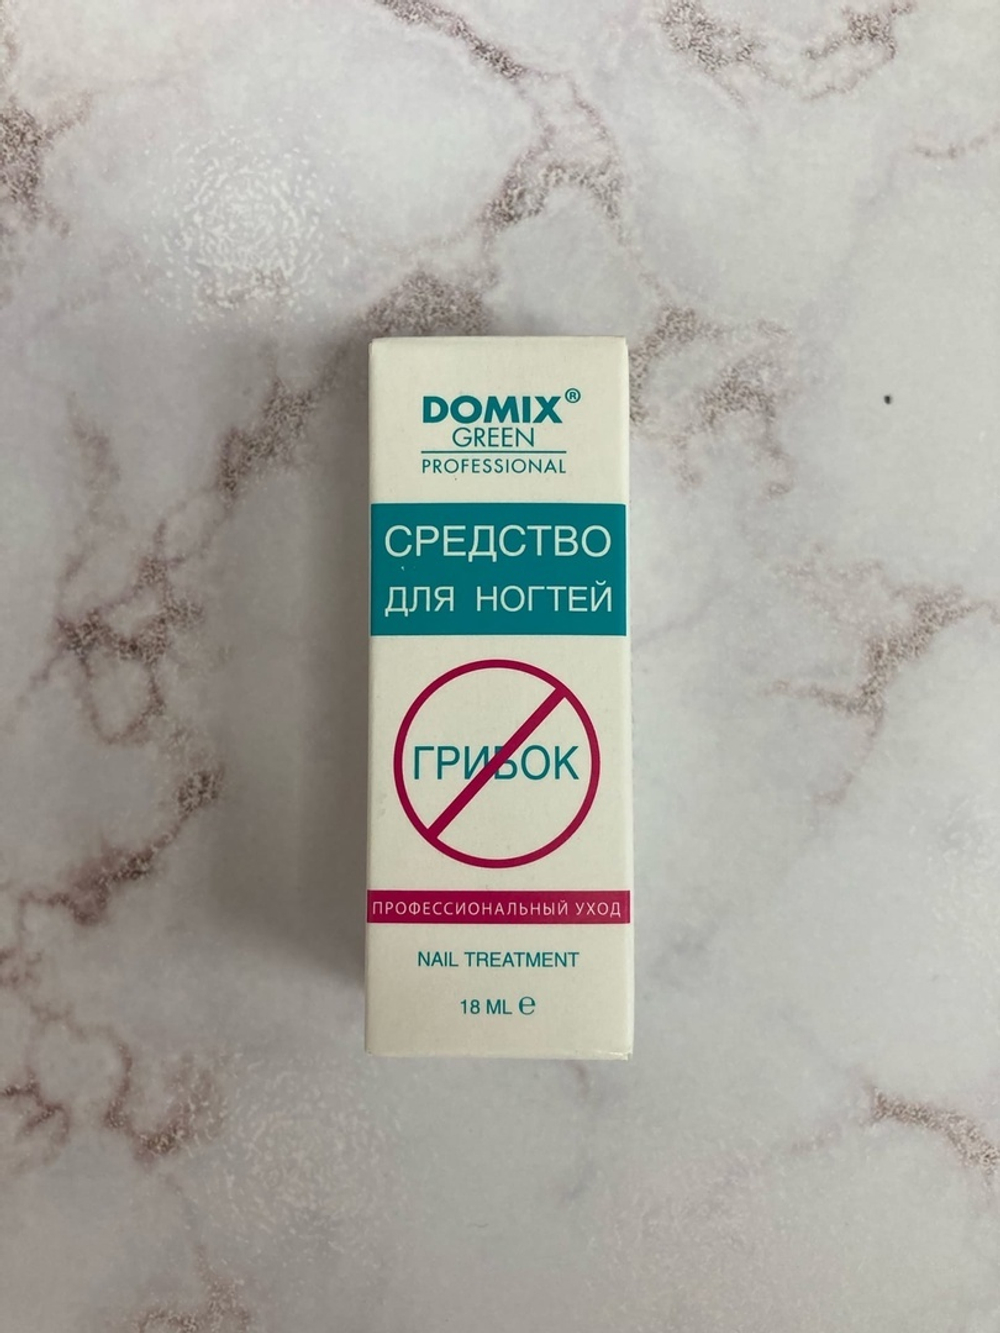 DOMIX®
GREEN
PROFESSIONAL
СРЕДСТВО
ДЛЯ НОГТЕЙ
ГРИБОК
ПРОФЕССИОНАЛЬНЫЙ УХОД
NAIL TREATMENT
18 ML ℮